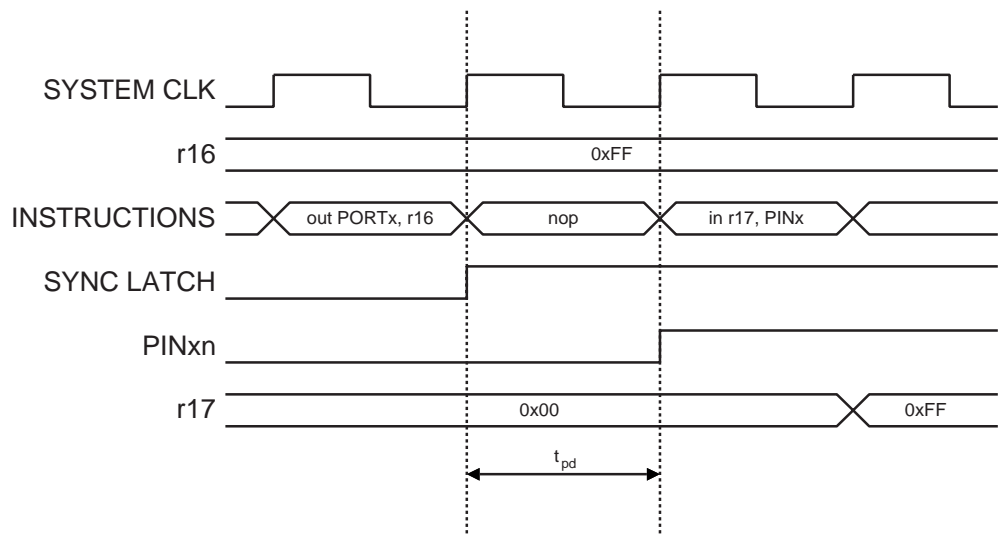 SYSTEM CLK
r16
0xFF
INSTRUCTIONS
out PORTx, r16
nop
in r17, PINx
SYNC LATCH
PINxn
r17
0x00
0xFF
tpd